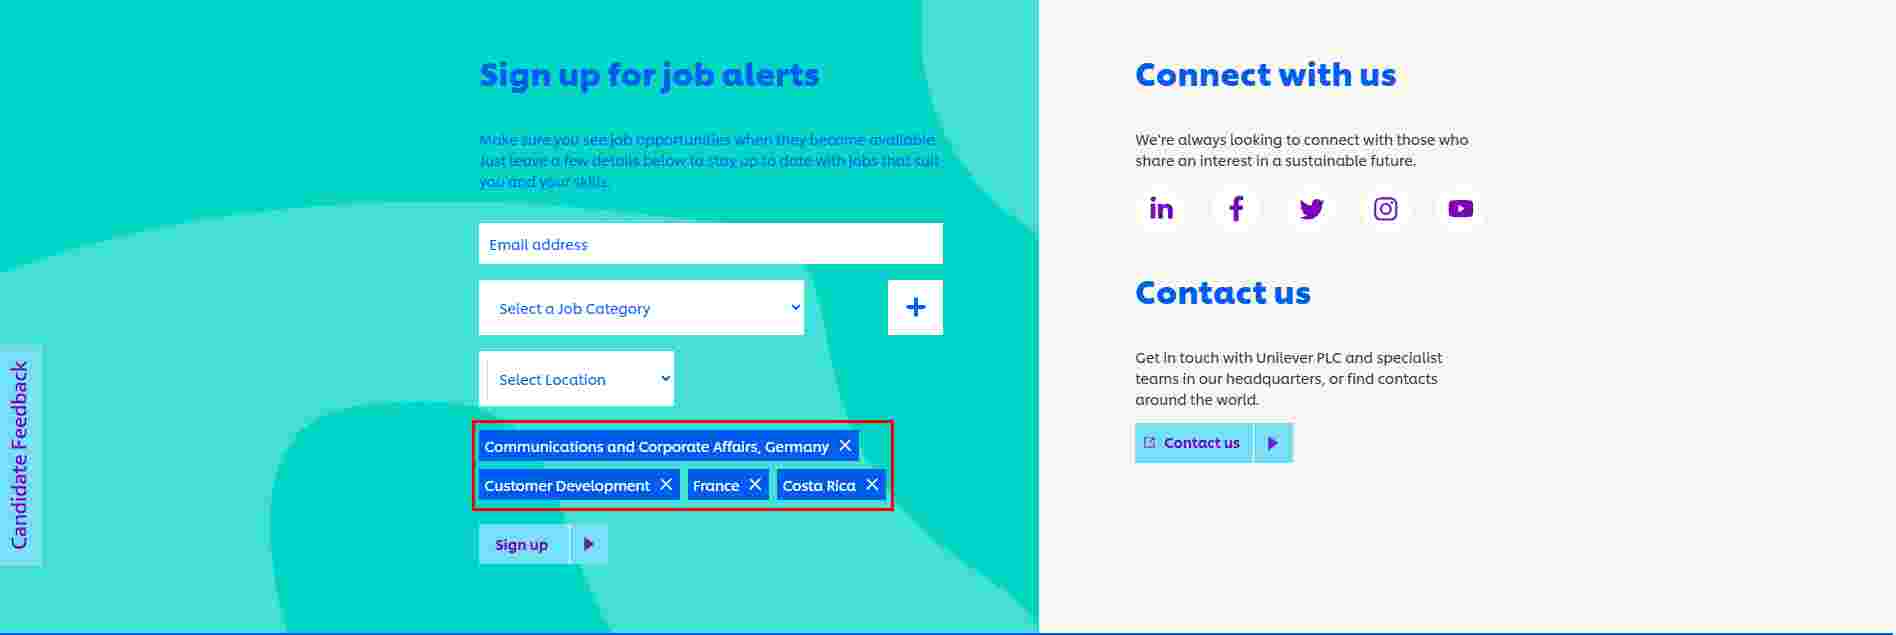 Sign up for job alerts
Make sure you see job opportunities when they become available.
Just leave a few details below to stay up to date with jobs that suit
you and your skills.
Email address
Select a Job Category
+
Select Location
Communications and Corporate Affairs, Germany ×
Customer Development × France × Costa Rica ×
Sign up
Candidate Feedback
Connect with us
We're always looking to connect with those who
share an interest in a sustainable future.
Contact us
Get in touch with Unilever PLC and specialist
teams in our headquarters, or find contacts
around the world.
Contact us